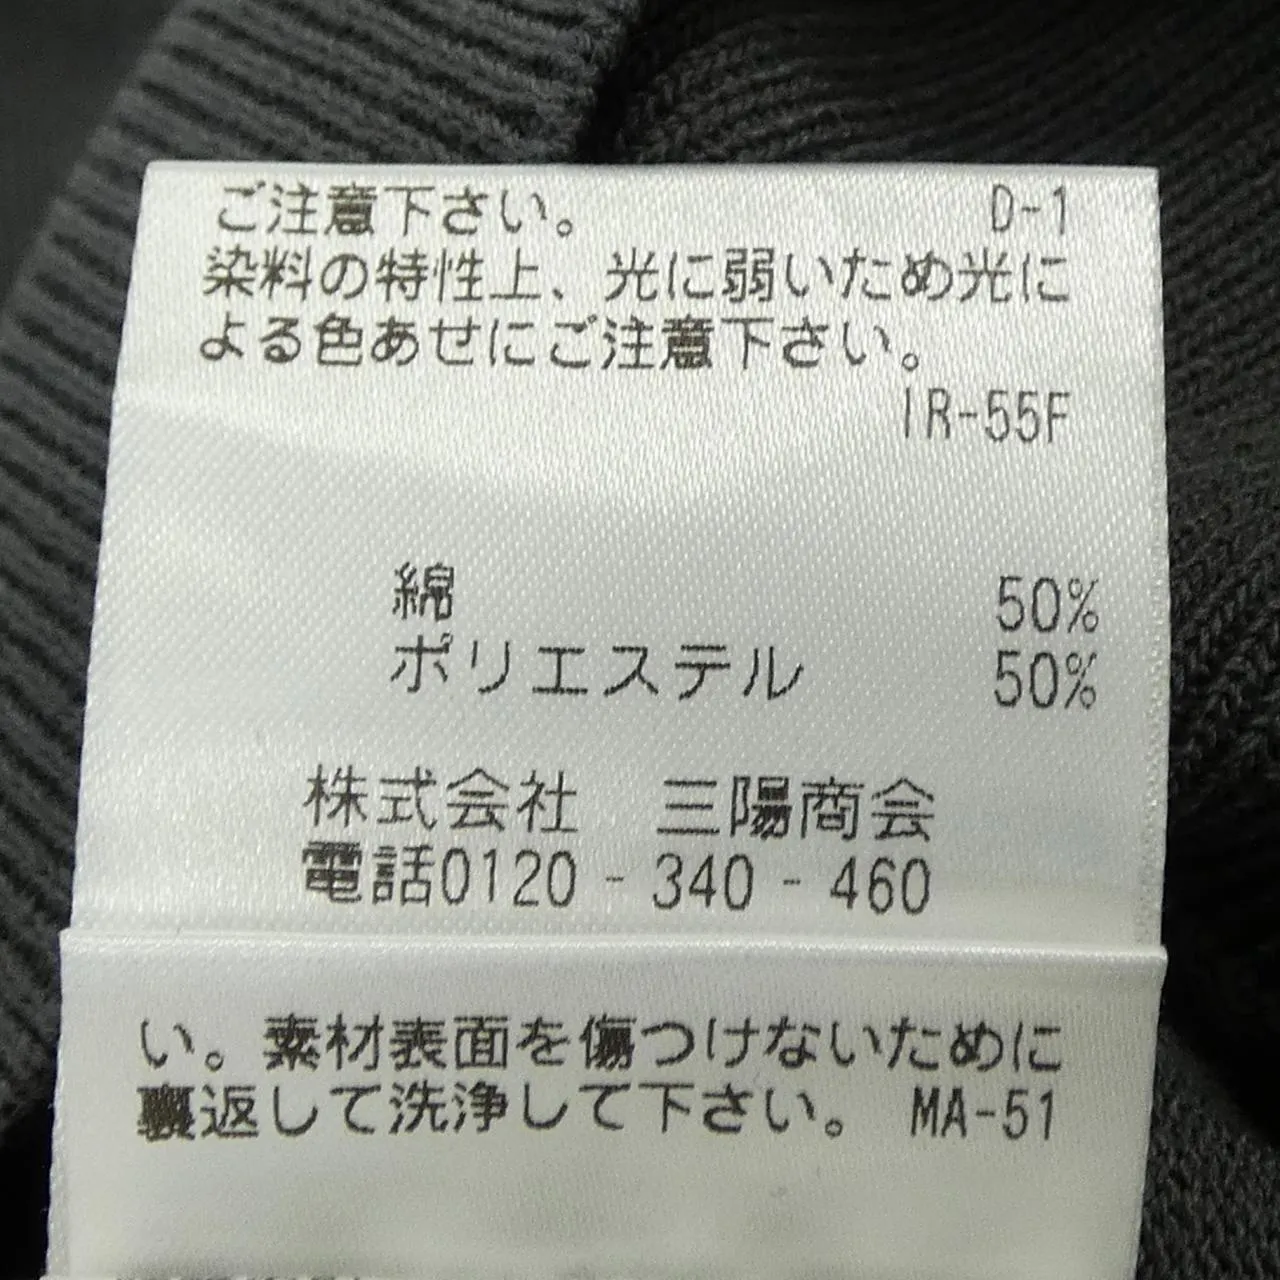 ご注意下さい。 D-1
染料の特性上、光に弱いため光に
よる色あせにご注意下さい。
IR-55F
綿 50%
ポリエステル 50%
株式会社 三陽商会
電話0120-340-460
い。素材表面を傷つけないために
裏返して洗浄して下さい。 MA-51